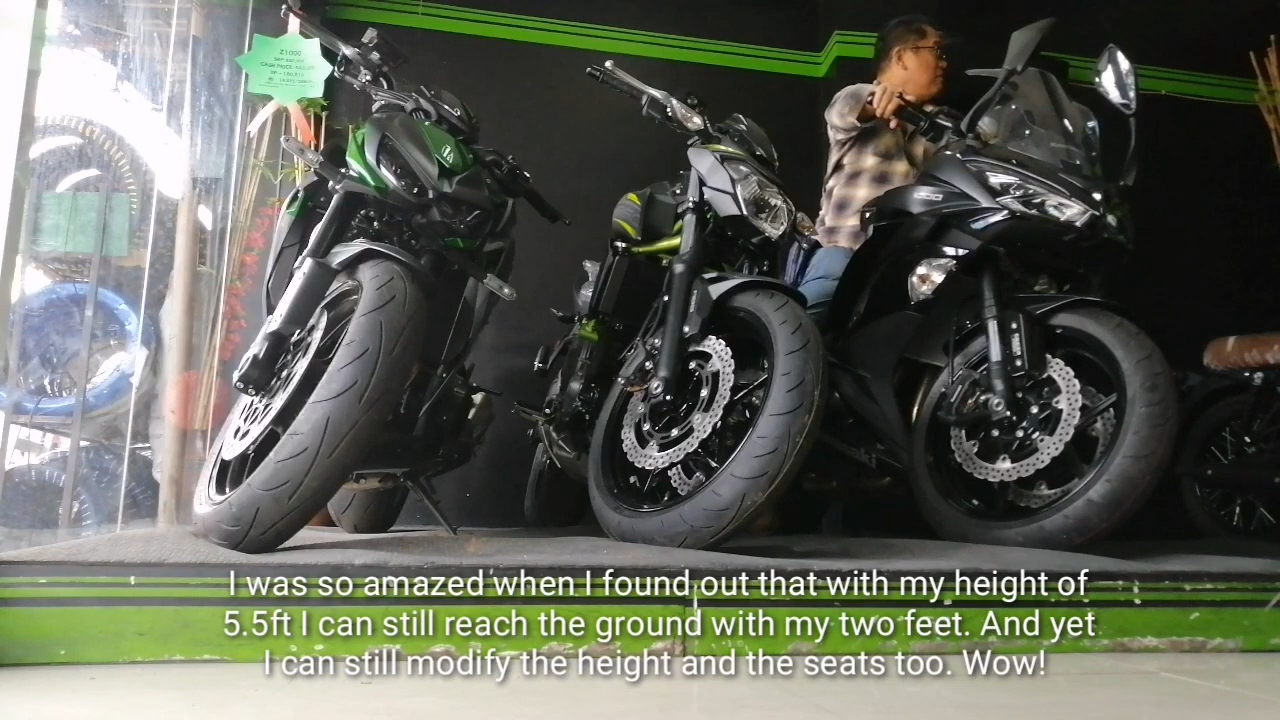 Z1000
I was so amazed when I found out that with my height of
5.5ft I can still reach the ground with my two feet. And yet
I can still modify the height and the seats too. Wow!